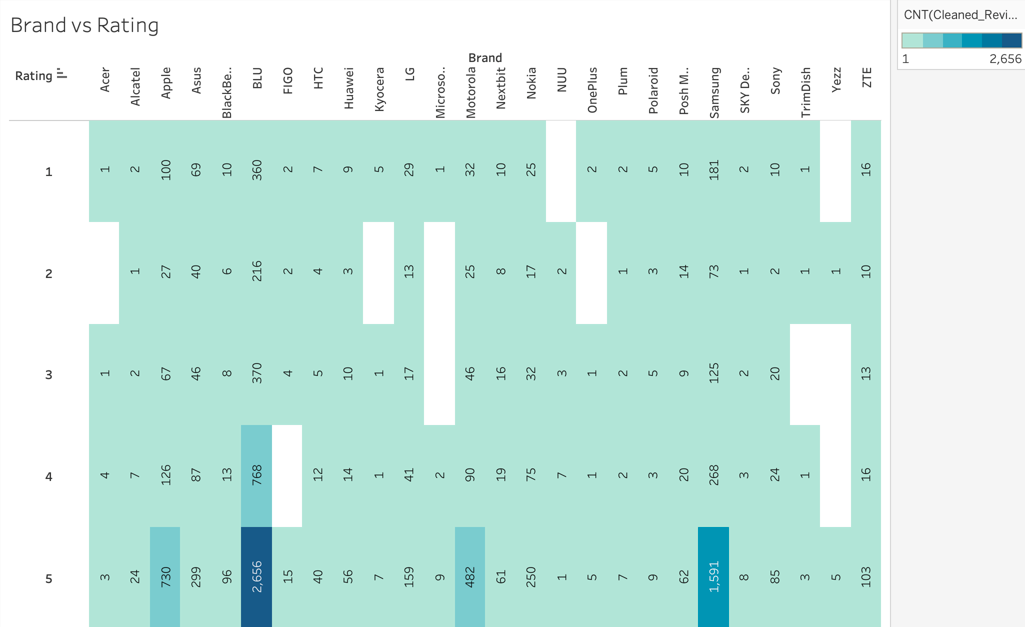 Brand vs Rating
CNT(Cleaned_Revi...
1 2,656
Brand
Rating Acer Alcatel Apple Asus BlackBe.. BLU FIGO HTC Huawei Kyocera LG Microso.. Motorola Nextbit Nokia NUU OnePlus Plum Polaroid Posh M.. Samsung SKY De.. Sony TrimDish Yezz ZTE
1 1 2 100 69 10 360 2 7 9 5 29 1 32 10 25 2 2 5 10 181 2 10 1 16
2 1 27 40 6 216 2 4 3 13 25 8 17 2 1 3 14 73 1 2 1 1 10
3 1 2 67 46 8 370 4 5 10 1 17 46 16 32 3 1 2 5 9 125 2 20 13
4 4 7 126 87 13 768 12 14 1 41 2 90 19 75 7 1 2 3 20 268 3 24 1 16
5 3 24 730 299 96 2,656 15 40 56 7 159 9 482 61 250 1 5 7 9 62 1,591 8 85 3 5 103